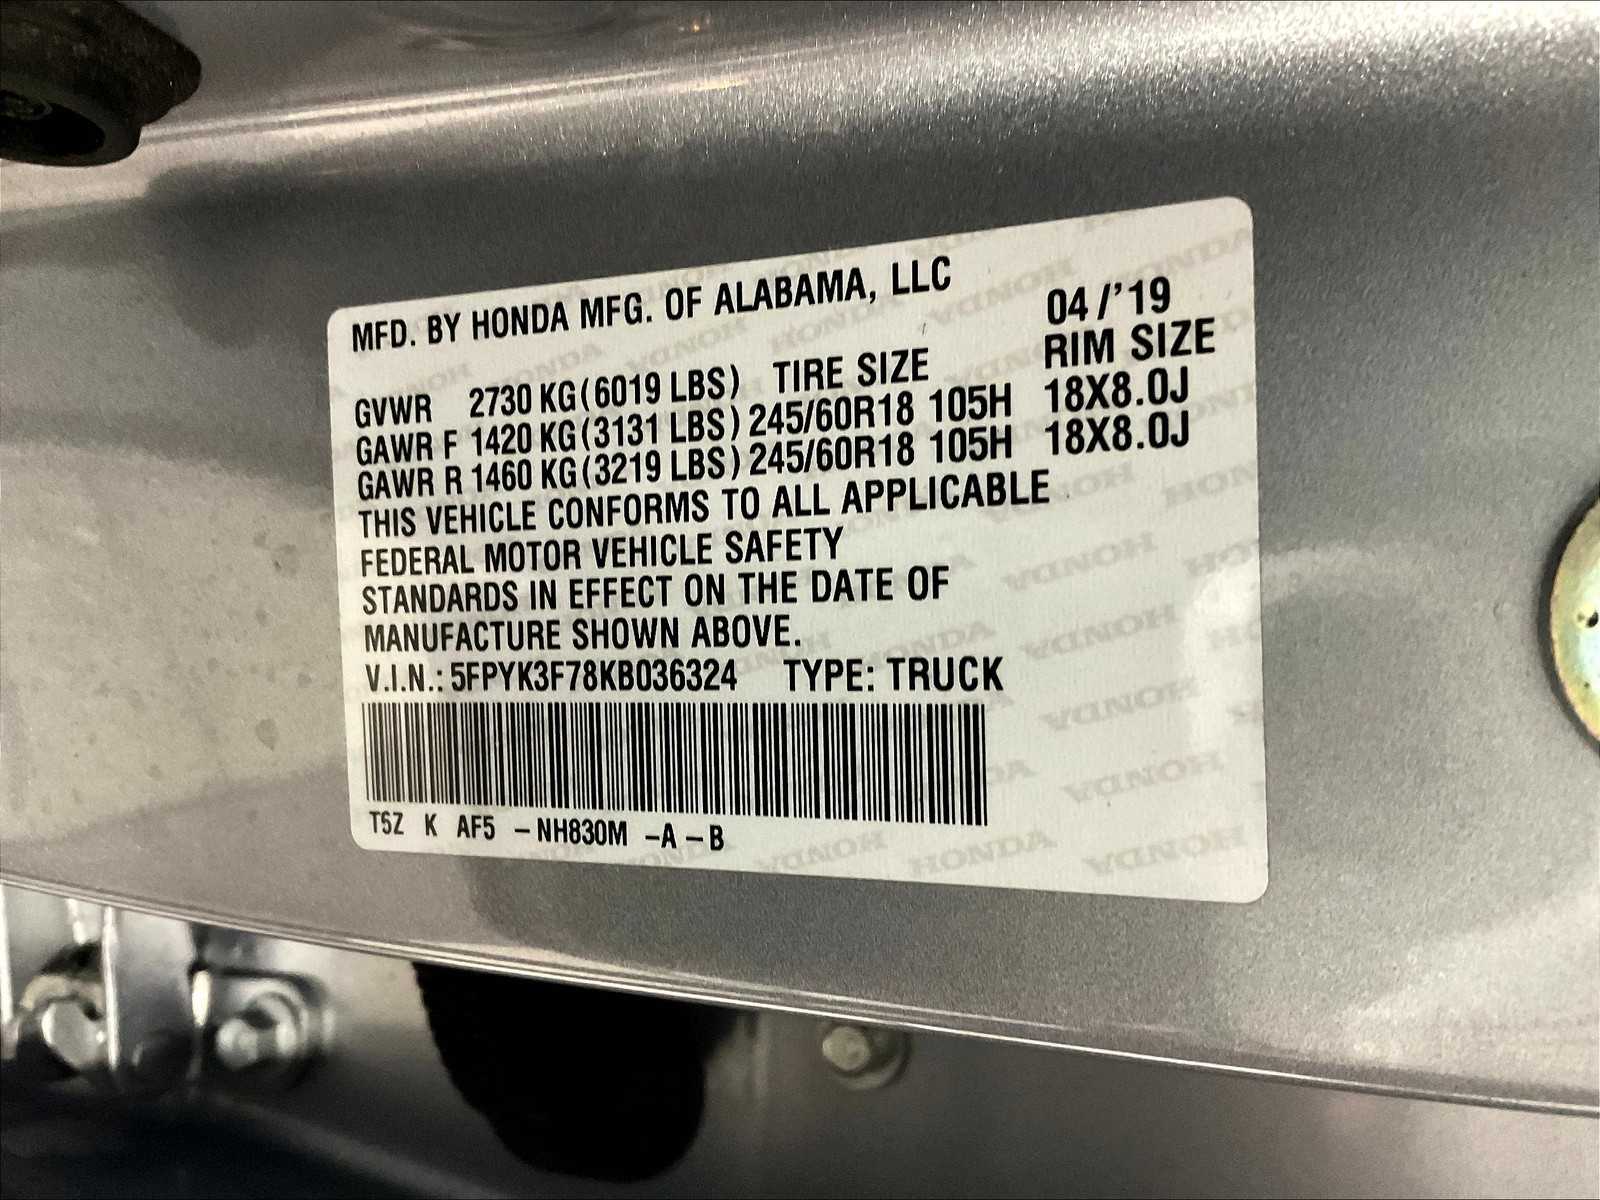 MFD. BY HONDA MFG. OF ALABAMA, LLC 04/'19
GVWR 2730 KG(6019 LBS) TIRE SIZE RIM SIZE
GAWR F 1420 KG(3131 LBS) 245/60R18 105H 18X8.0J
GAWR R 1460 KG(3219 LBS) 245/60R18 105H 18X8.0J
THIS VEHICLE CONFORMS TO ALL APPLICABLE
FEDERAL MOTOR VEHICLE SAFETY
STANDARDS IN EFFECT ON THE DATE OF
MANUFACTURE SHOWN ABOVE.
V.I.N.: 5FPYK3F78KB036324 TYPE: TRUCK
T5Z K AF5 -NH830M -A -B